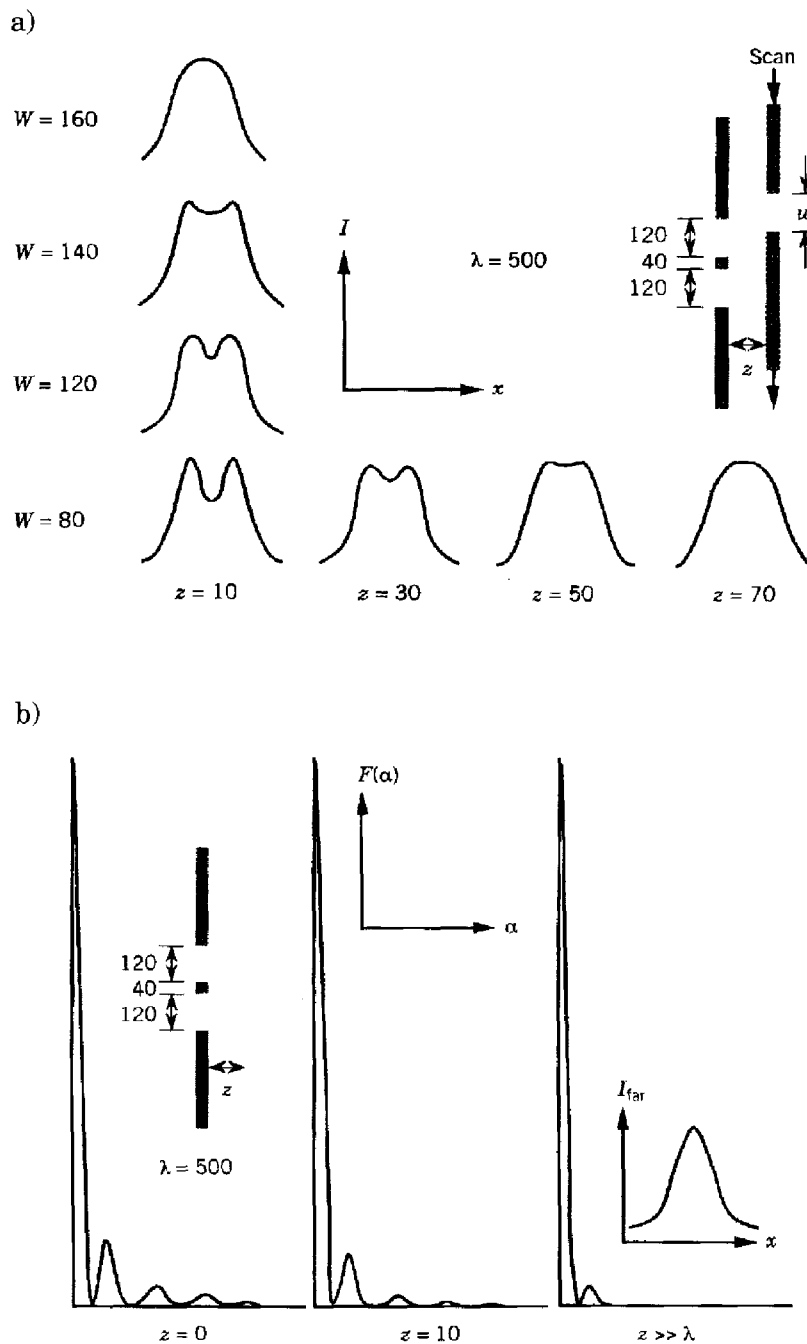 a)
Scan
W = 160
W = 140
I
120
40
120
λ = 500
z
x
W = 120
W = 80
z = 10
z = 30
z = 50
z = 70
b)
F(α)
α
120
40
120
z
λ = 500
I far
x
z = 0
z = 10
z >> λ